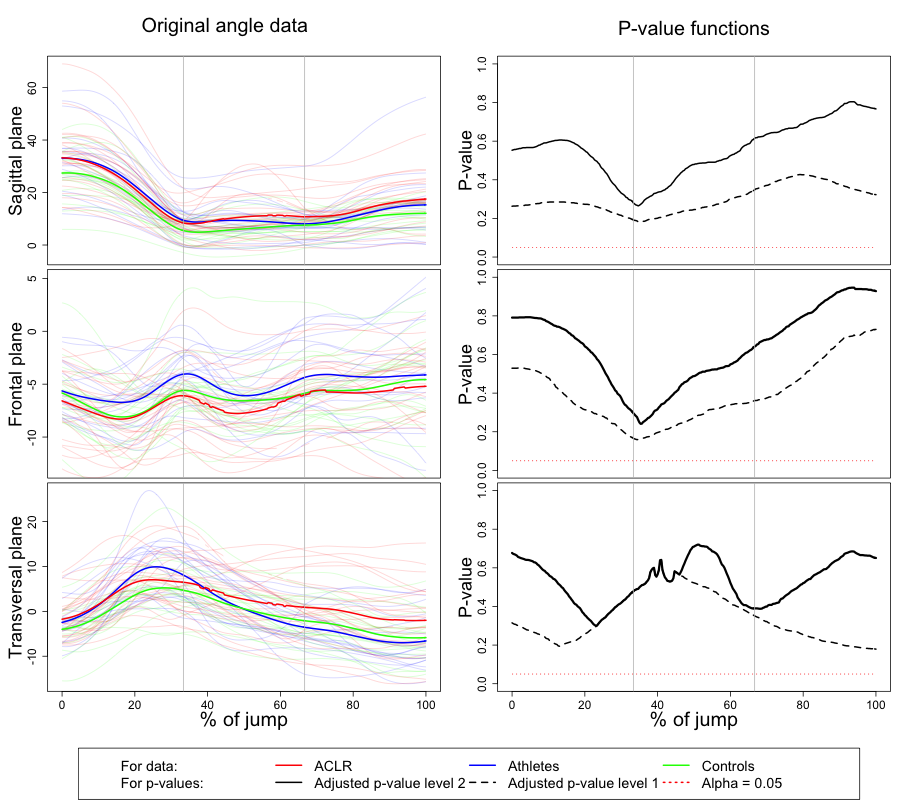 Original angle data
P-value functions
Sagittal plane
0 20 40 60
P-value
0.0 0.2 0.4 0.6 0.8 1.0
Frontal plane
-10 -5 0 5
P-value
0.0 0.2 0.4 0.6 0.8 1.0
Transversal plane
-10 0 10 20
P-value
0.0 0.2 0.4 0.6 0.8 1.0
0 20 40 60 80 100
0 20 40 60 80 100
% of jump
% of jump
For data: ACLR Athletes Controls
For p-values: Adjusted p-value level 2 Adjusted p-value level 1 Alpha = 0.05